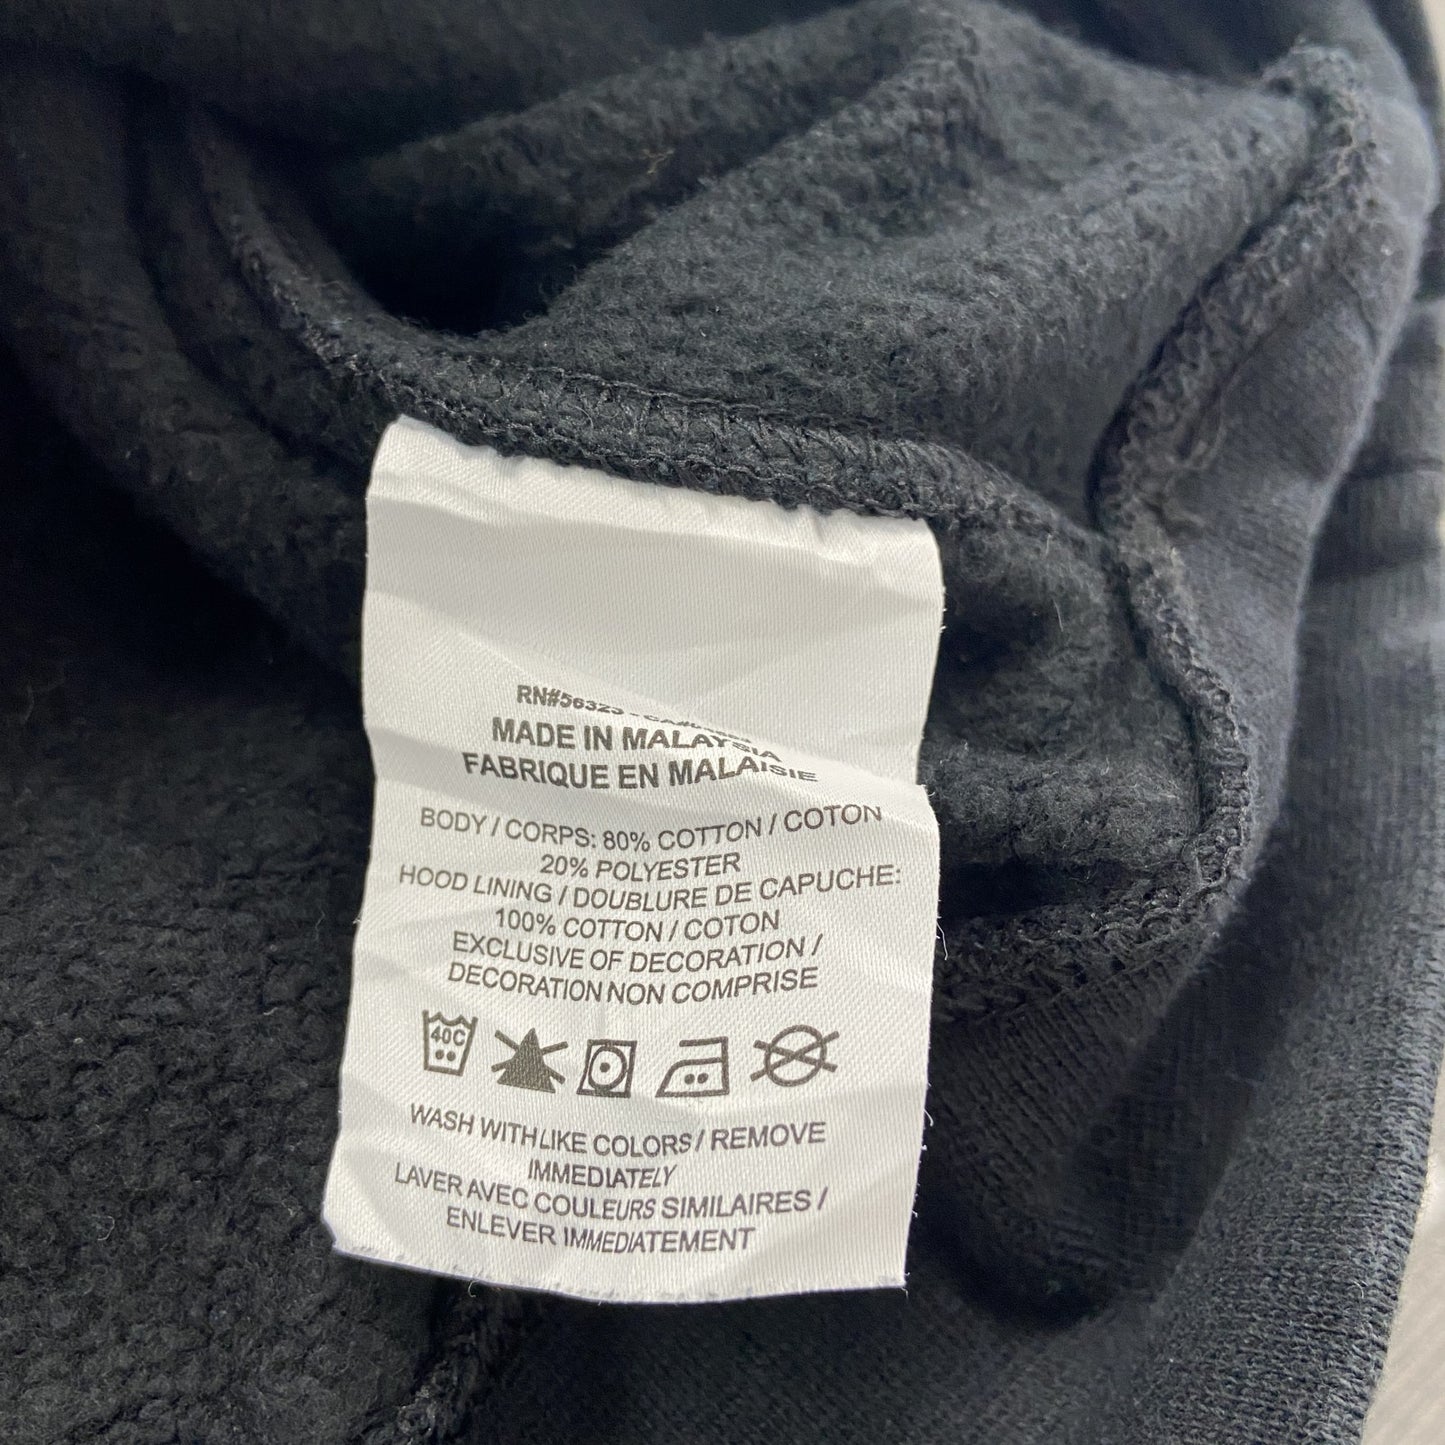 RN#56323
MADE IN MALAYSIA
FABRIQUE EN MALAISIE
BODY / CORPS: 80% COTTON / COTON
20% POLYESTER
HOOD LINING / DOUBLURE DE CAPUCHE:
100% COTTON / COTON
EXCLUSIVE OF DECORATION /
DECORATION NON COMPRISE
40C
WASH WITH LIKE COLORS / REMOVE
IMMEDIATELY
LAVER AVEC COULEURS SIMILAIRES /
ENLEVER IMMEDIATEMENT